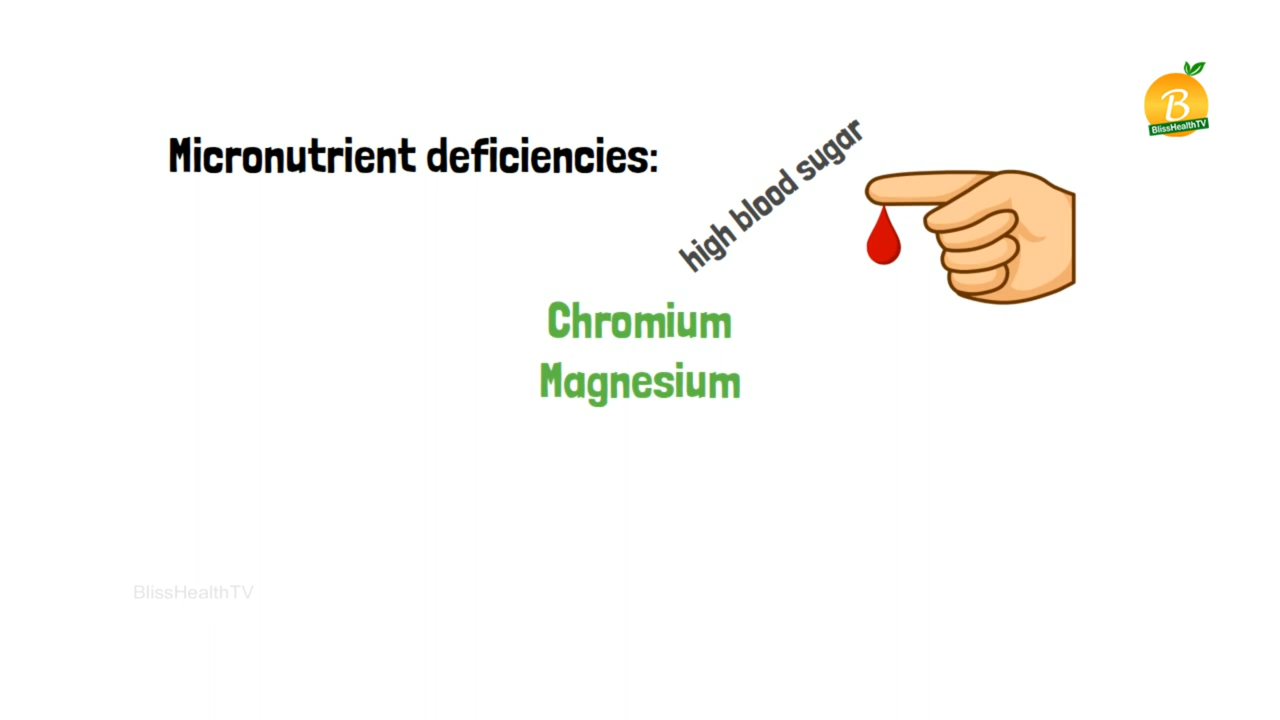 B
BlissHealthTV
Micronutrient deficiencies:
high blood sugar
Chromium
Magnesium
BlissHealthTV